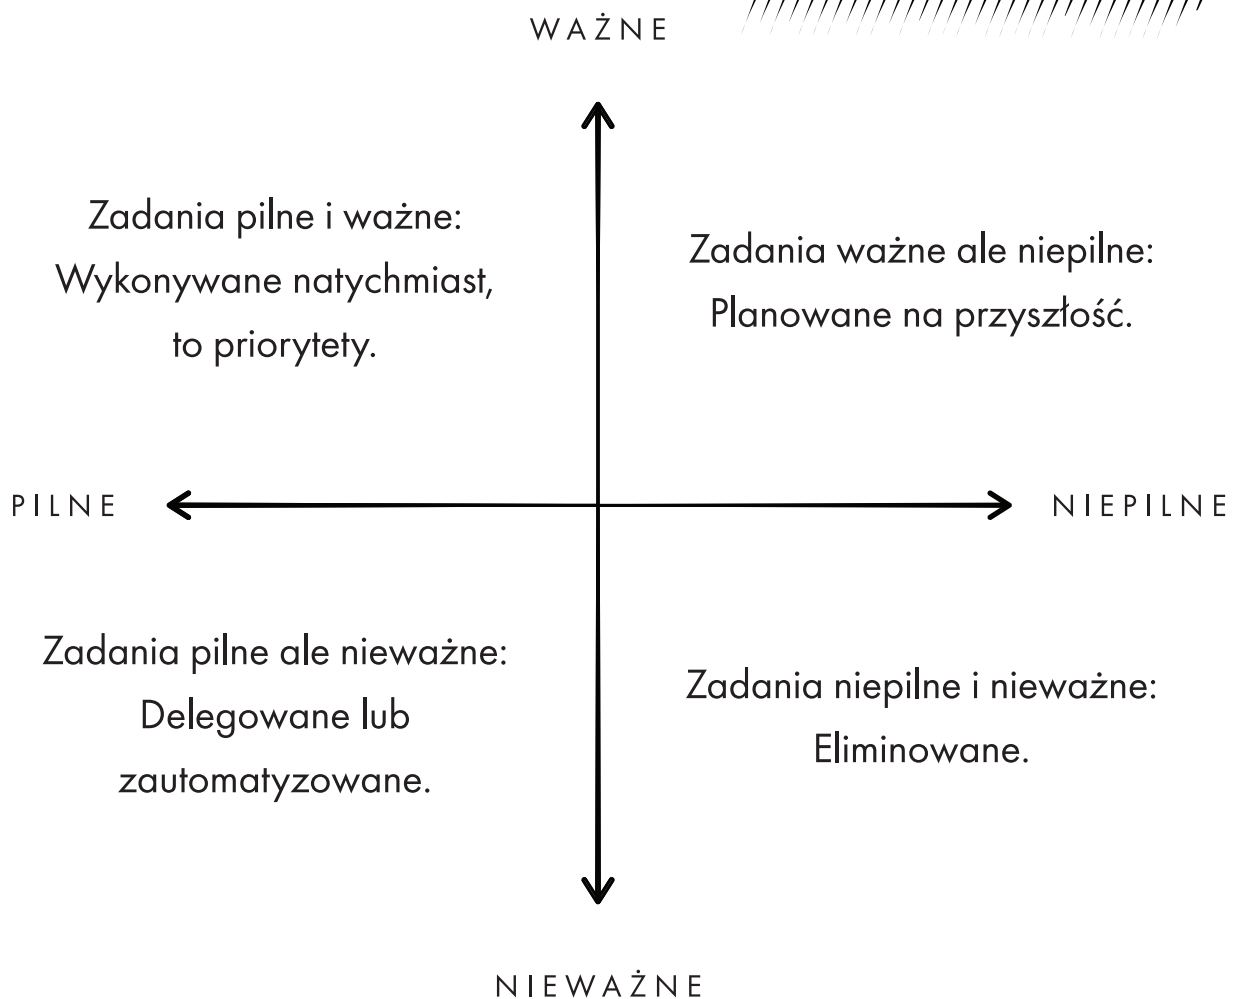 WAŻNE
Zadania pilne i ważne:
Wykonywane natychmiast,
to priorytety.
Zadania ważne ale niepilne:
Planowane na przyszłość.
PILNE
NIEPILNE
Zadania pilne ale nieważne:
Delegowane lub
zautomatyzowane.
Zadania niepilne i nieważne:
Eliminowane.
NIEWAŻNE